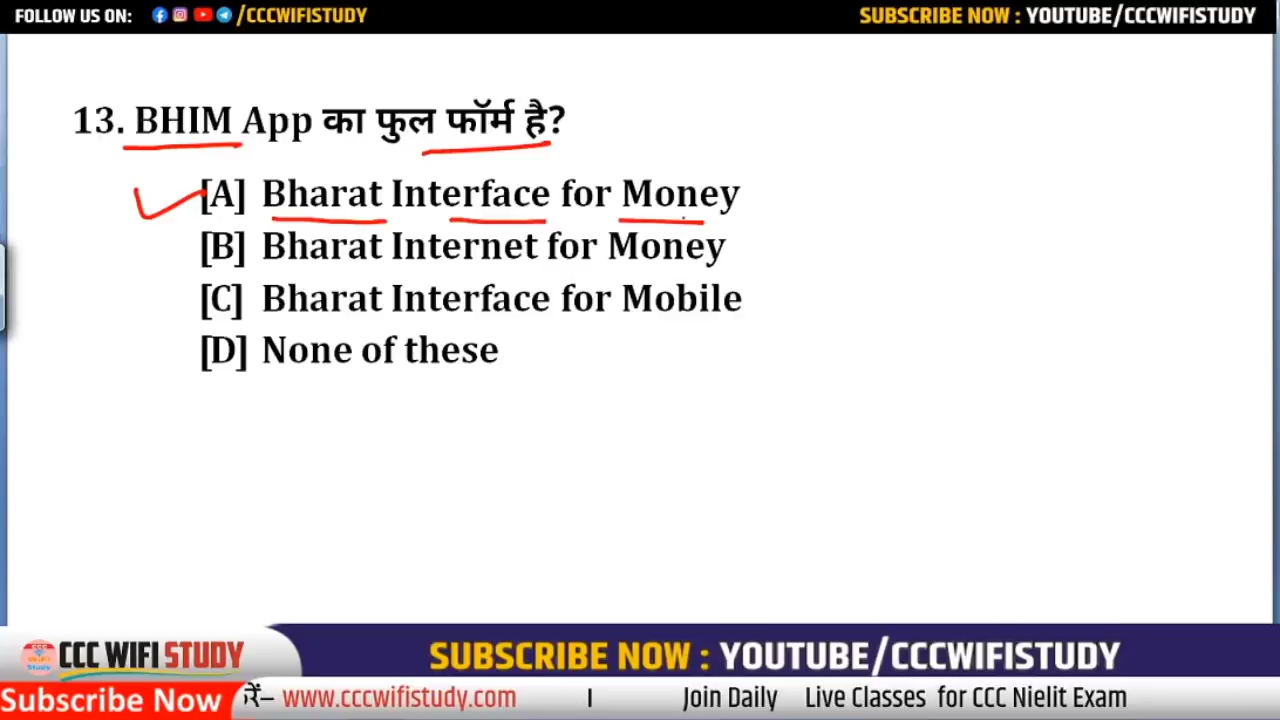 FOLLOW US ON: /CCCWIFISTUDY
SUBSCRIBE NOW : YOUTUBE/CCCWIFISTUDY
13. BHIM App का फुल फॉर्म है?
[A] Bharat Interface for Money
[B] Bharat Internet for Money
[C] Bharat Interface for Mobile
[D] None of these
CCC WIFI STUDY
SUBSCRIBE NOW : YOUTUBE/CCCWIFISTUDY
Subscribe Now रें– www.cccwifistudy.com I Join Daily Live Classes for CCC Nielit Exam